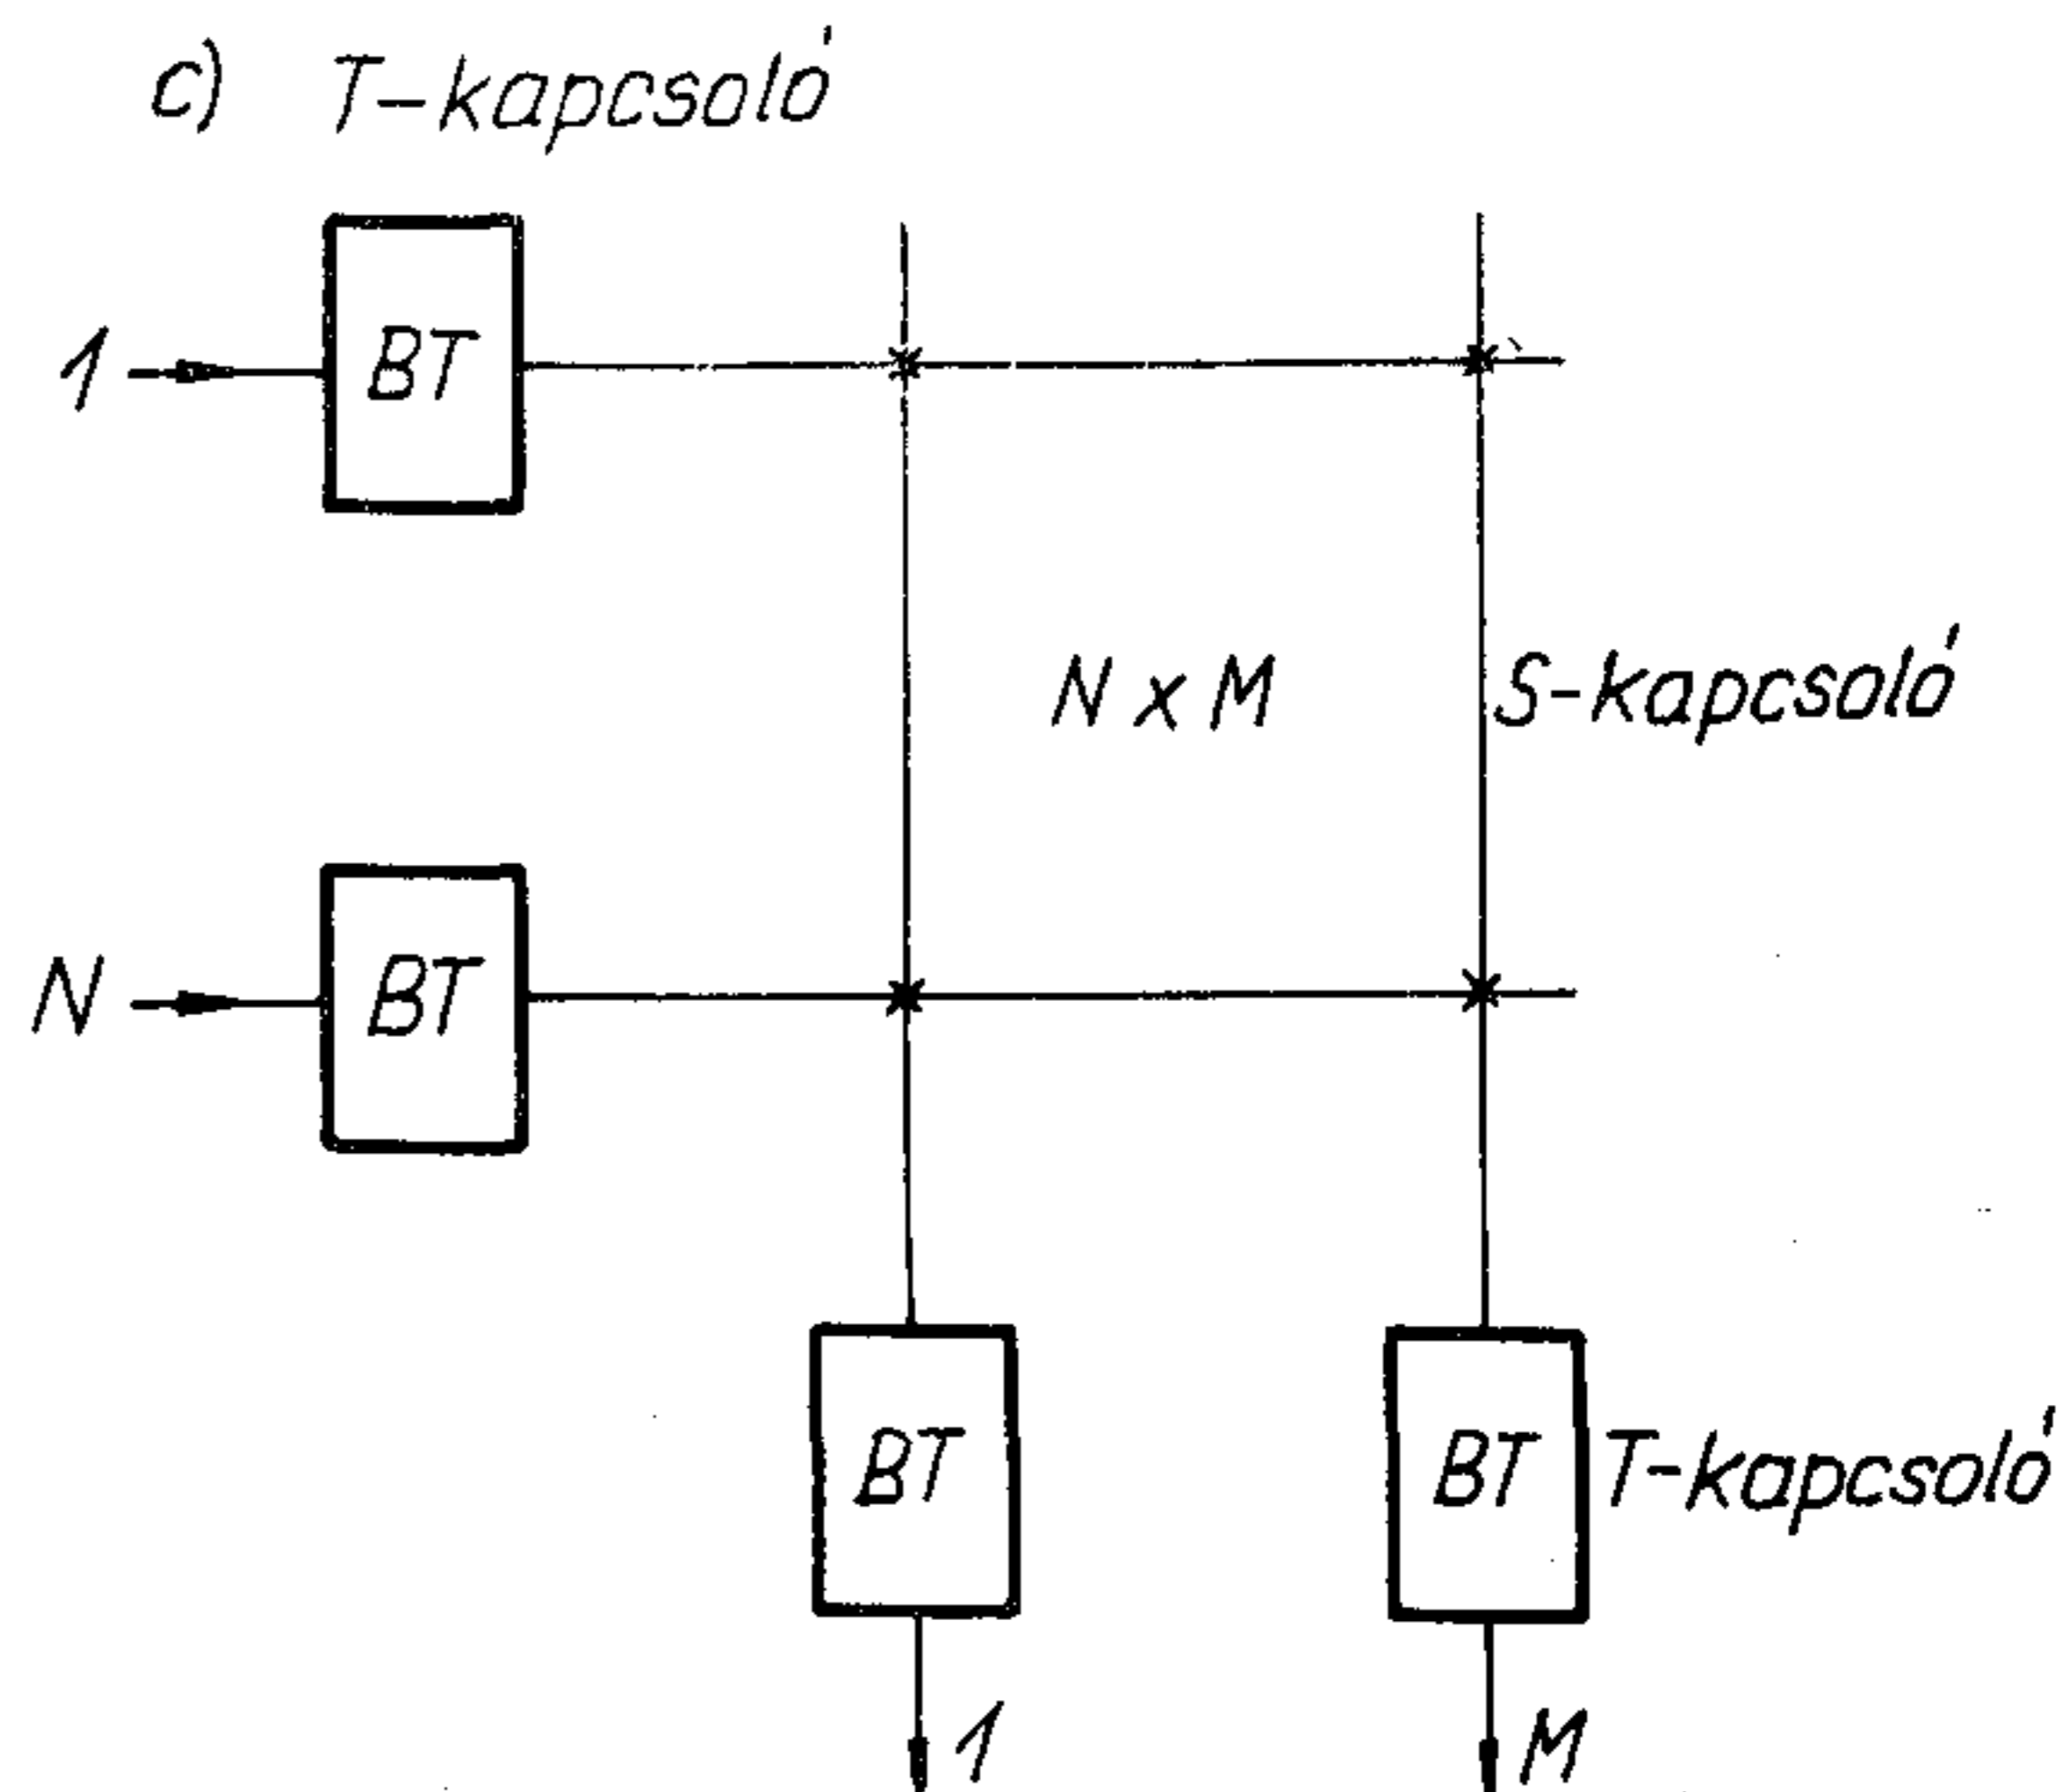 c) T-kapcsoló
1 BT
N x M S-kapcsoló
N BT
BT BT T-kapcsoló
1 M